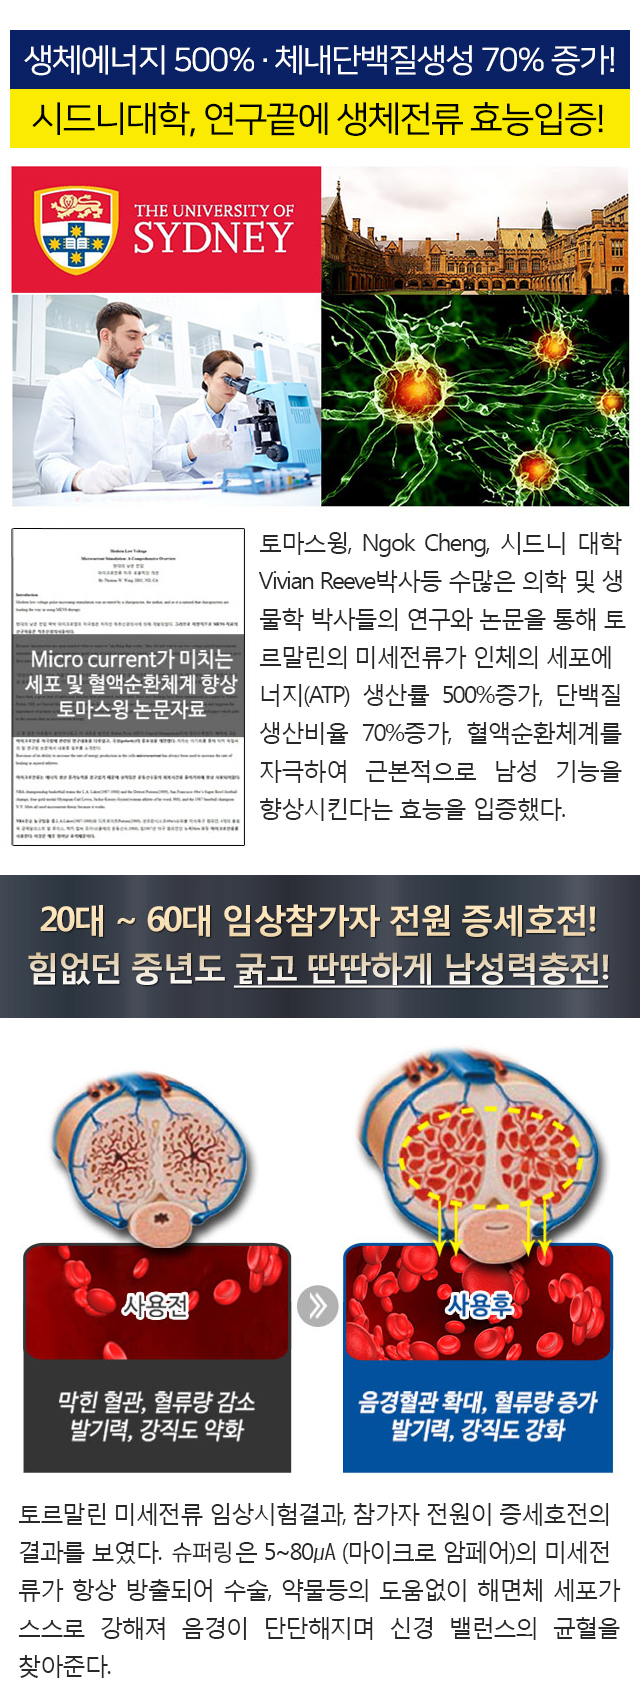 생체에너지 500% · 체내단백질생성 70% 증가!
시드니대학, 연구끝에 생체전류 효능입증!
THE UNIVERSITY OF
SYDNEY
Modern Low Voltage
Microcurrent Stimulation: A Comprehensive Overview
By Thomas W. Wing, DHC, ND, CA
Introduction
Micro current가 미치는
세포 및 혈액순환체계 향상
토마스윙 논문자료
토마스윙, Ngok Cheng, 시드니 대학
Vivian Reeve박사등 수많은 의학 및 생
물학 박사들의 연구와 논문을 통해 토
르말린의 미세전류가 인체의 세포에
너지(ATP) 생산률 500%증가, 단백질
생산비율 70%증가, 혈액순환체계를
자극하여 근본적으로 남성 기능을
향상시킨다는 효능을 입증했다.
20대 ~ 60대 임상참가자 전원 증세호전!
힘없던 중년도 굵고 딴딴하게 남성력충전!
사용전
사용후
막힌 혈관, 혈류량 감소
발기력, 강직도 약화
음경혈관 확대, 혈류량 증가
발기력, 강직도 강화
토르말린 미세전류 임상시험결과, 참가자 전원이 증세호전의
결과를 보였다. 슈퍼링은 5~80㎂ (마이크로 암페어)의 미세전
류가 항상 방출되어 수술, 약물등의 도움없이 해면체 세포가
스스로 강해져 음경이 단단해지며 신경 밸런스의 균혈을
찾아준다.